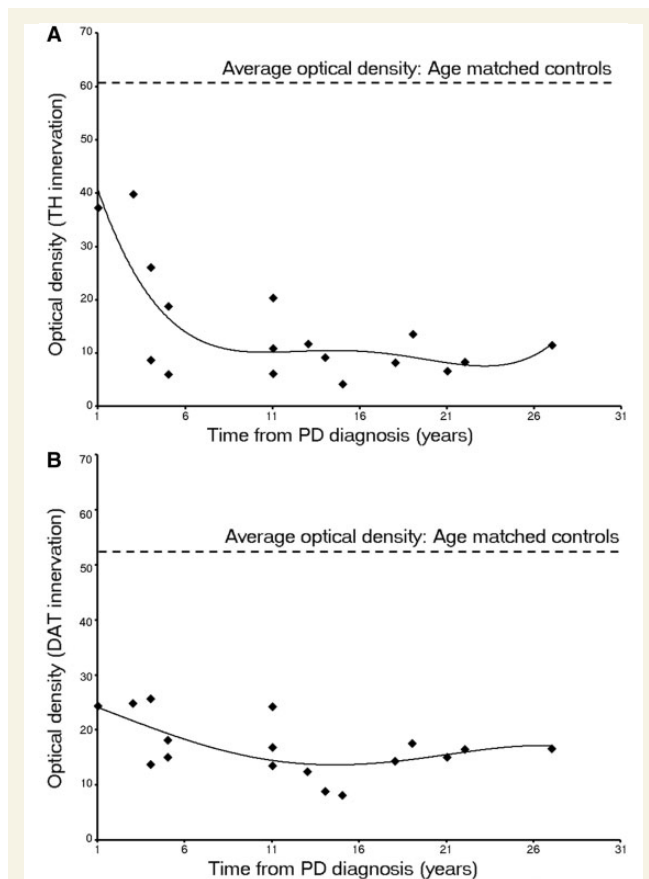 A
70
Average optical density: Age matched controls
60
50
40
30
20
10
0
Optical density (TH innervation)
1 6 11 16 21 26 31
Time from PD diagnosis (years)
B
70
60
Average optical density: Age matched controls
50
40
30
20
10
0
Optical density (DAT innervation)
1 6 11 16 21 26 31
Time from PD diagnosis (years)